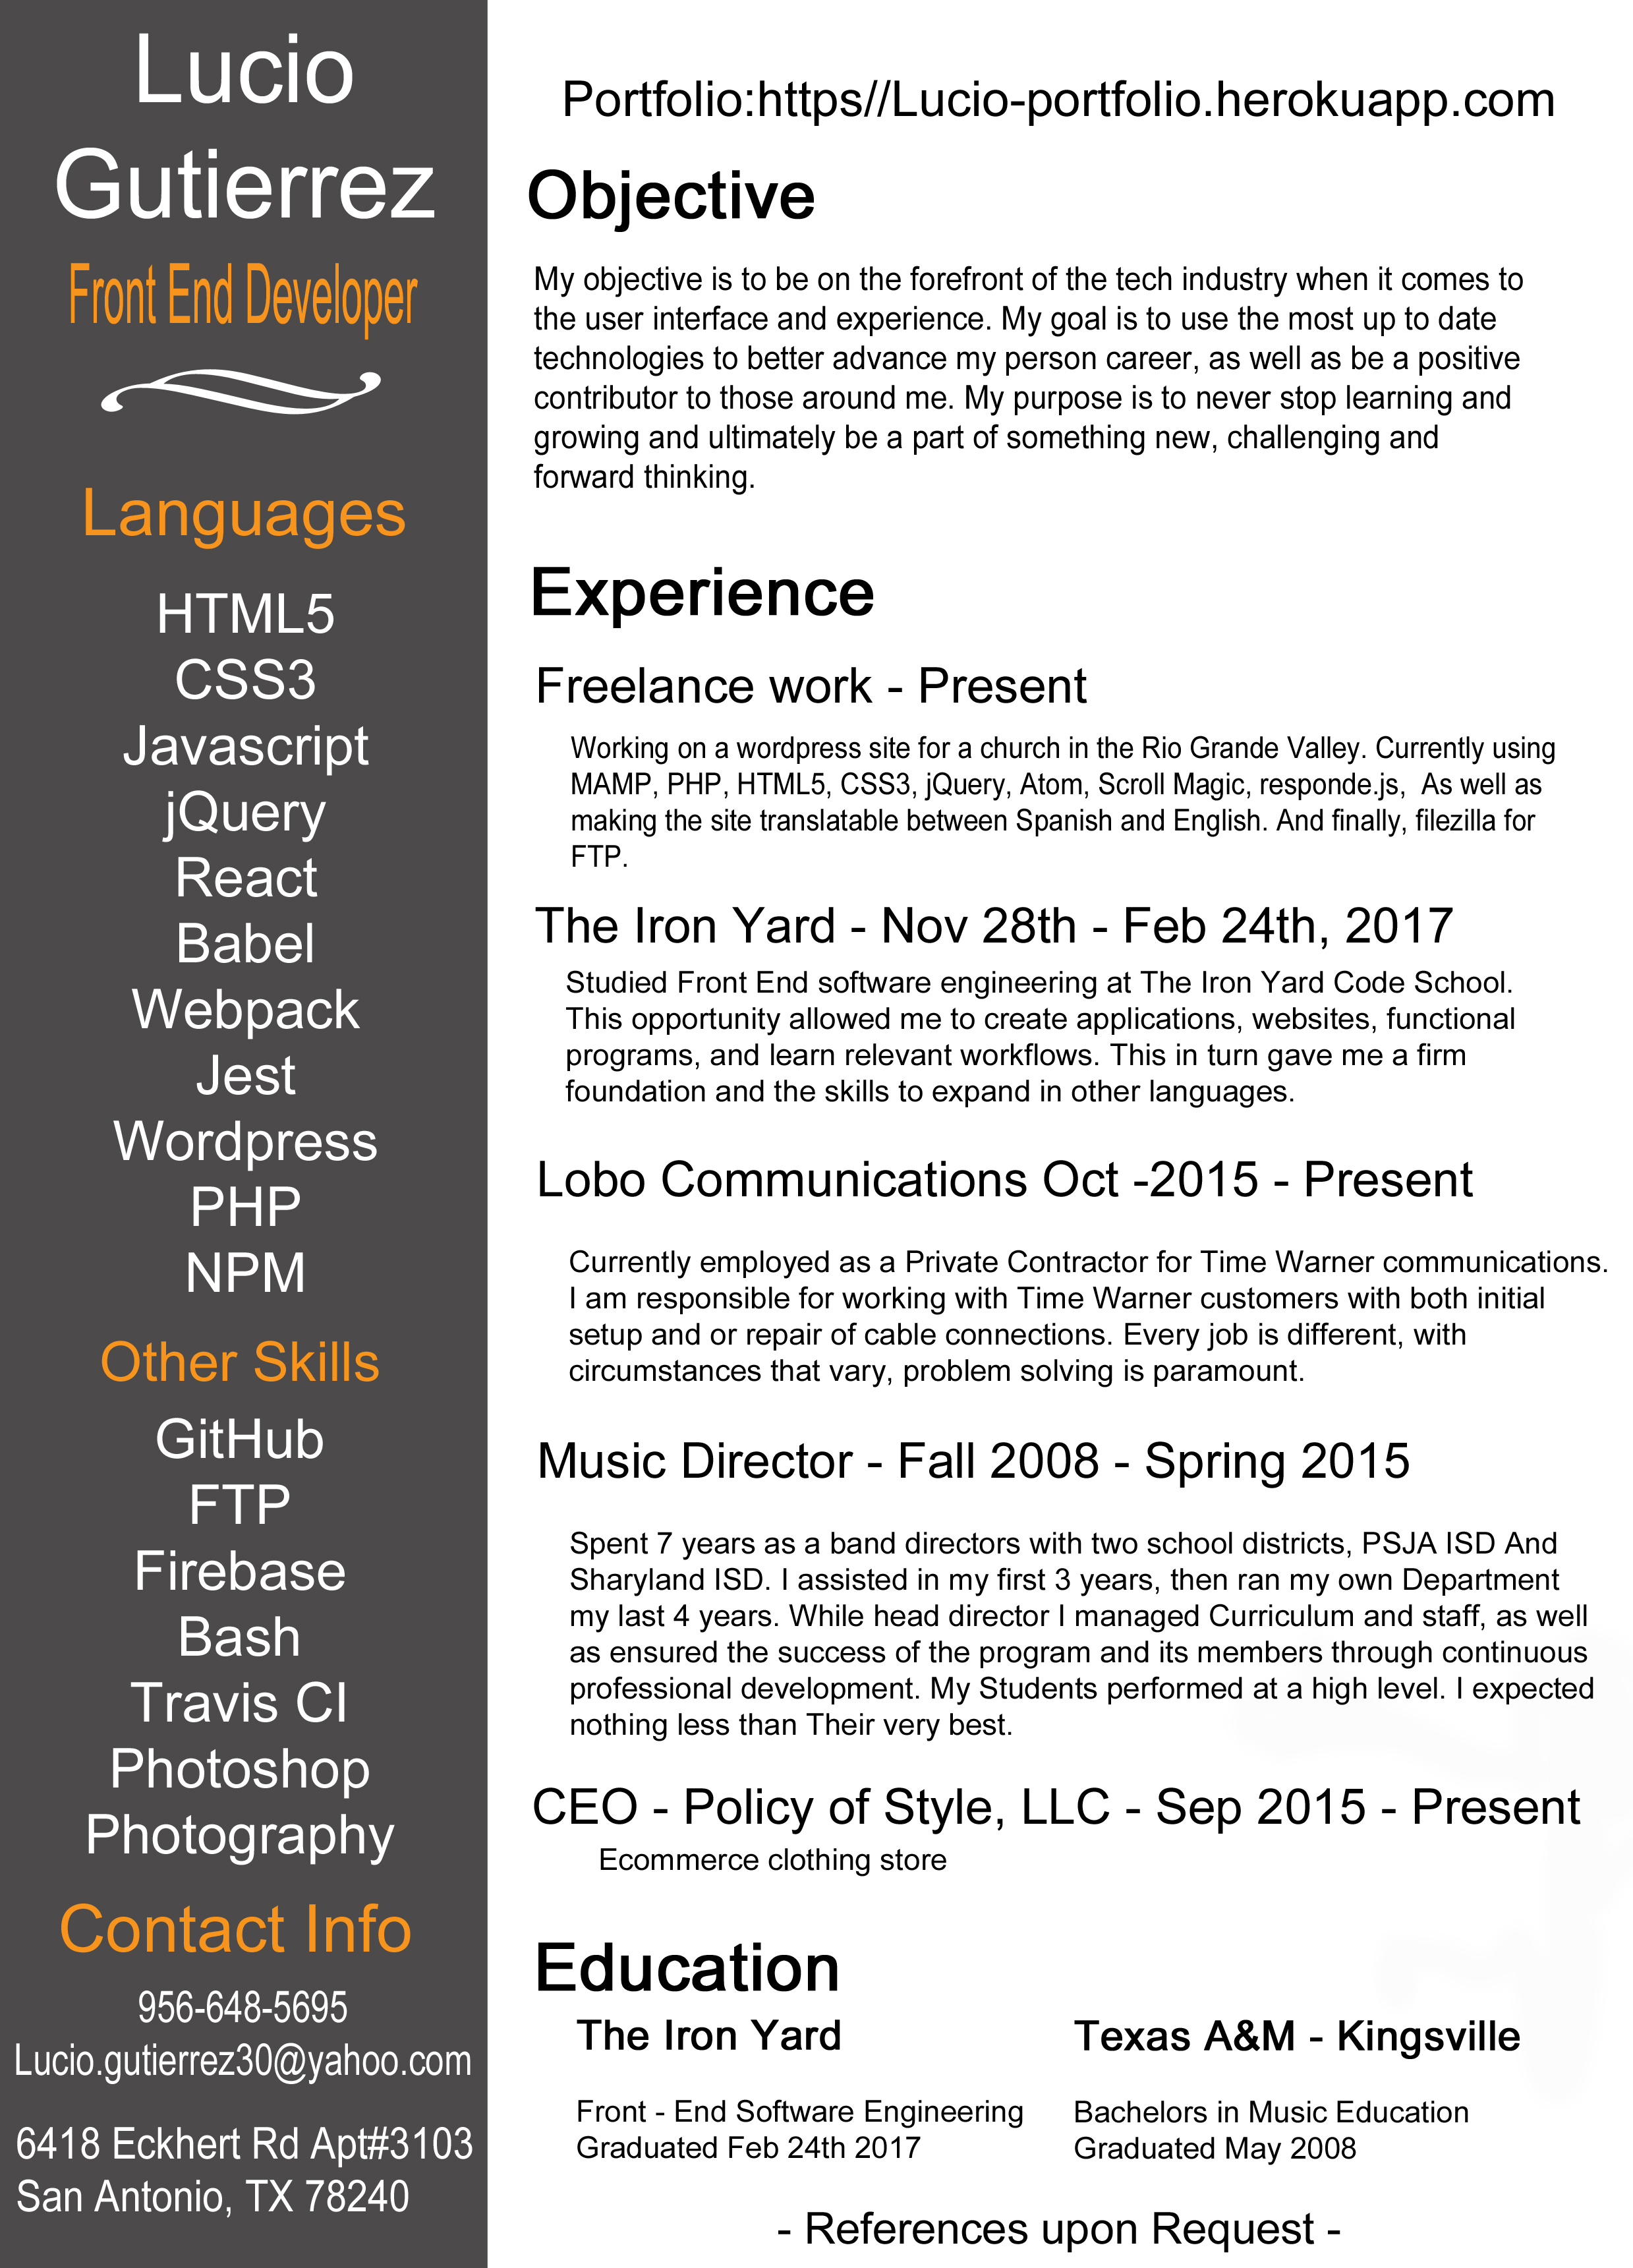 Lucio
Gutierrez
Front End Developer
Languages
HTML5
CSS3
Javascript
jQuery
React
Babel
Webpack
Jest
Wordpress
PHP
NPM
Other Skills
GitHub
FTP
Firebase
Bash
Travis CI
Photoshop
Photography
Contact Info
956-648-5695
Lucio.gutierrez30@yahoo.com
6418 Eckhert Rd Apt#3103
San Antonio, TX 78240
Portfolio:https//Lucio-portfolio.herokuapp.com
Objective
My objective is to be on the forefront of the tech industry when it comes to
the user interface and experience. My goal is to use the most up to date
technologies to better advance my person career, as well as be a positive
contributor to those around me. My purpose is to never stop learning and
growing and ultimately be a part of something new, challenging and
forward thinking.
Experience
Freelance work - Present
Working on a wordpress site for a church in the Rio Grande Valley. Currently using
MAMP, PHP, HTML5, CSS3, jQuery, Atom, Scroll Magic, responde.js,  As well as
making the site translatable between Spanish and English. And finally, filezilla for
FTP.
The Iron Yard - Nov 28th - Feb 24th, 2017
Studied Front End software engineering at The Iron Yard Code School.
This opportunity allowed me to create applications, websites, functional
programs, and learn relevant workflows. This in turn gave me a firm
foundation and the skills to expand in other languages.
Lobo Communications Oct -2015 - Present
Currently employed as a Private Contractor for Time Warner communications.
I am responsible for working with Time Warner customers with both initial
setup and or repair of cable connections. Every job is different, with
circumstances that vary, problem solving is paramount.
Music Director - Fall 2008 - Spring 2015
Spent 7 years as a band directors with two school districts, PSJA ISD And
Sharyland ISD. I assisted in my first 3 years, then ran my own Department
my last 4 years. While head director I managed Curriculum and staff, as well
as ensured the success of the program and its members through continuous
professional development. My Students performed at a high level. I expected
nothing less than Their very best.
CEO - Policy of Style, LLC - Sep 2015 - Present
Ecommerce clothing store
Education
The Iron Yard
Front - End Software Engineering
Graduated Feb 24th 2017
Texas A&M - Kingsville
Bachelors in Music Education
Graduated May 2008
- References upon Request -